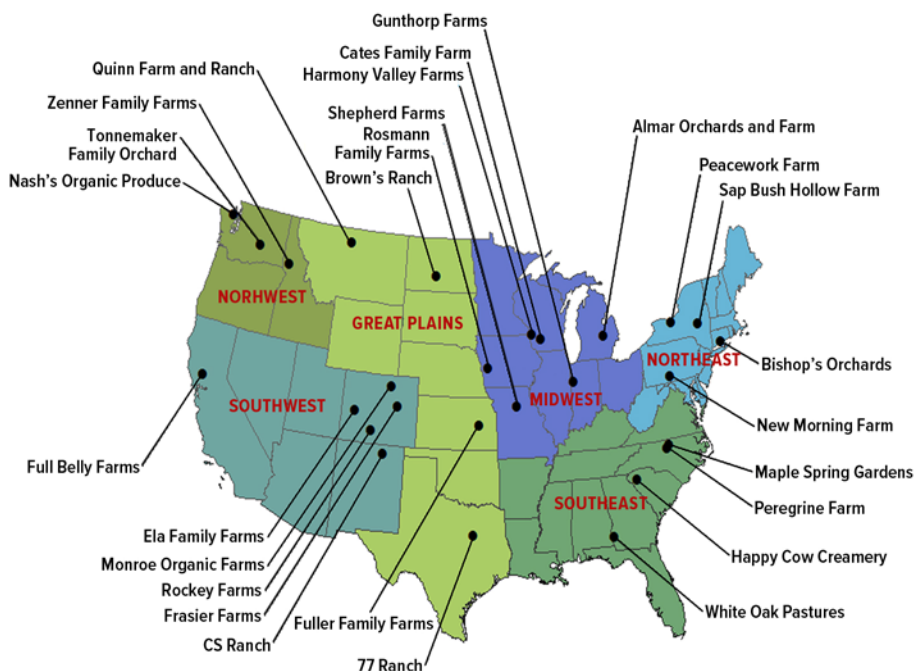 Gunthorp Farms
Cates Family Farm
Harmony Valley Farms
Quinn Farm and Ranch
Zenner Family Farms
Shepherd Farms
Rosmann
Family Farms
Brown's Ranch
Tonnemaker
Family Orchard
Nash's Organic Produce
Almar Orchards and Farm
Peacework Farm
Sap Bush Hollow Farm
NORHWEST
GREAT PLAINS
SOUTHWEST
MIDWEST
NORTHEAST
SOUTHEAST
Bishop's Orchards
New Morning Farm
Maple Spring Gardens
Peregrine Farm
Happy Cow Creamery
White Oak Pastures
Full Belly Farms
Ela Family Farms
Monroe Organic Farms
Rockey Farms
Frasier Farms
CS Ranch
Fuller Family Farms
77 Ranch